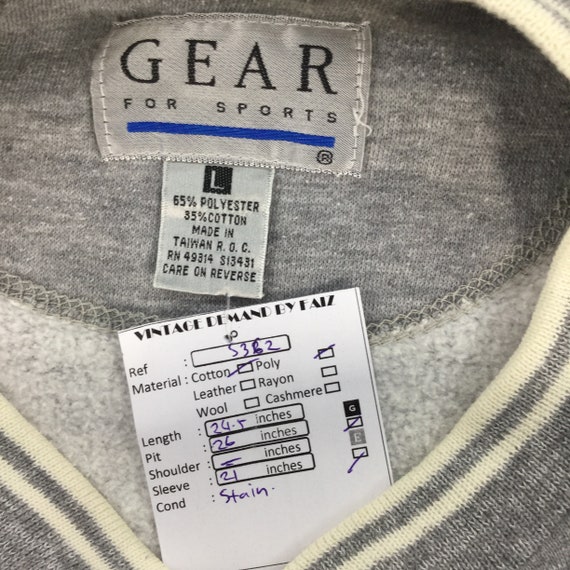 GEAR
FOR SPORTS
®
L
65% POLYESTER
35% COTTON
MADE IN
TAIWAN R.O.C.
RN 49314 S13431
CARE ON REVERSE
VINTAGE DEMAND BY FAIZ
Ref :
Material : Cotton Poly
Leather Rayon
Wool Cashmere
Length : 24.5 inches G
Pit : 26 inches E
Shoulder : - inches
Sleeve : 21 inches
Cond : Stain.